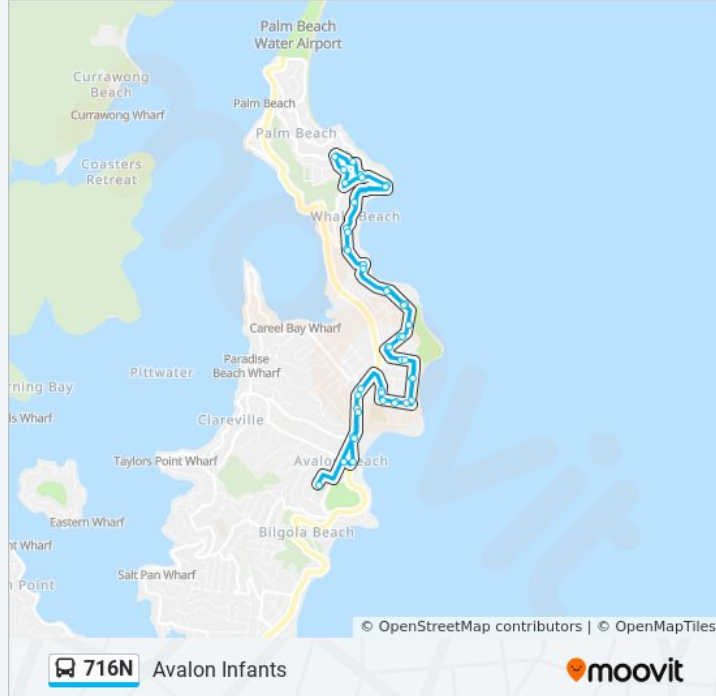 Palm Beach
Water Airport
Currawong
Beach
Currawong Wharf
Palm Beach
Palm Beach
Coasters
Retreat
Whale Beach
Careel Bay Wharf
Paradise
Beach Wharf
Pittwater
rning Bay
ls Wharf
Clareville
Taylors Point Wharf
Avalon Beach
Eastern Wharf
Bilgola Beach
nt Wharf
Salt Pan Wharf
n Point
moovit
© OpenStreetMap contributors | © OpenMapTiles
716N Avalon Infants
moovit